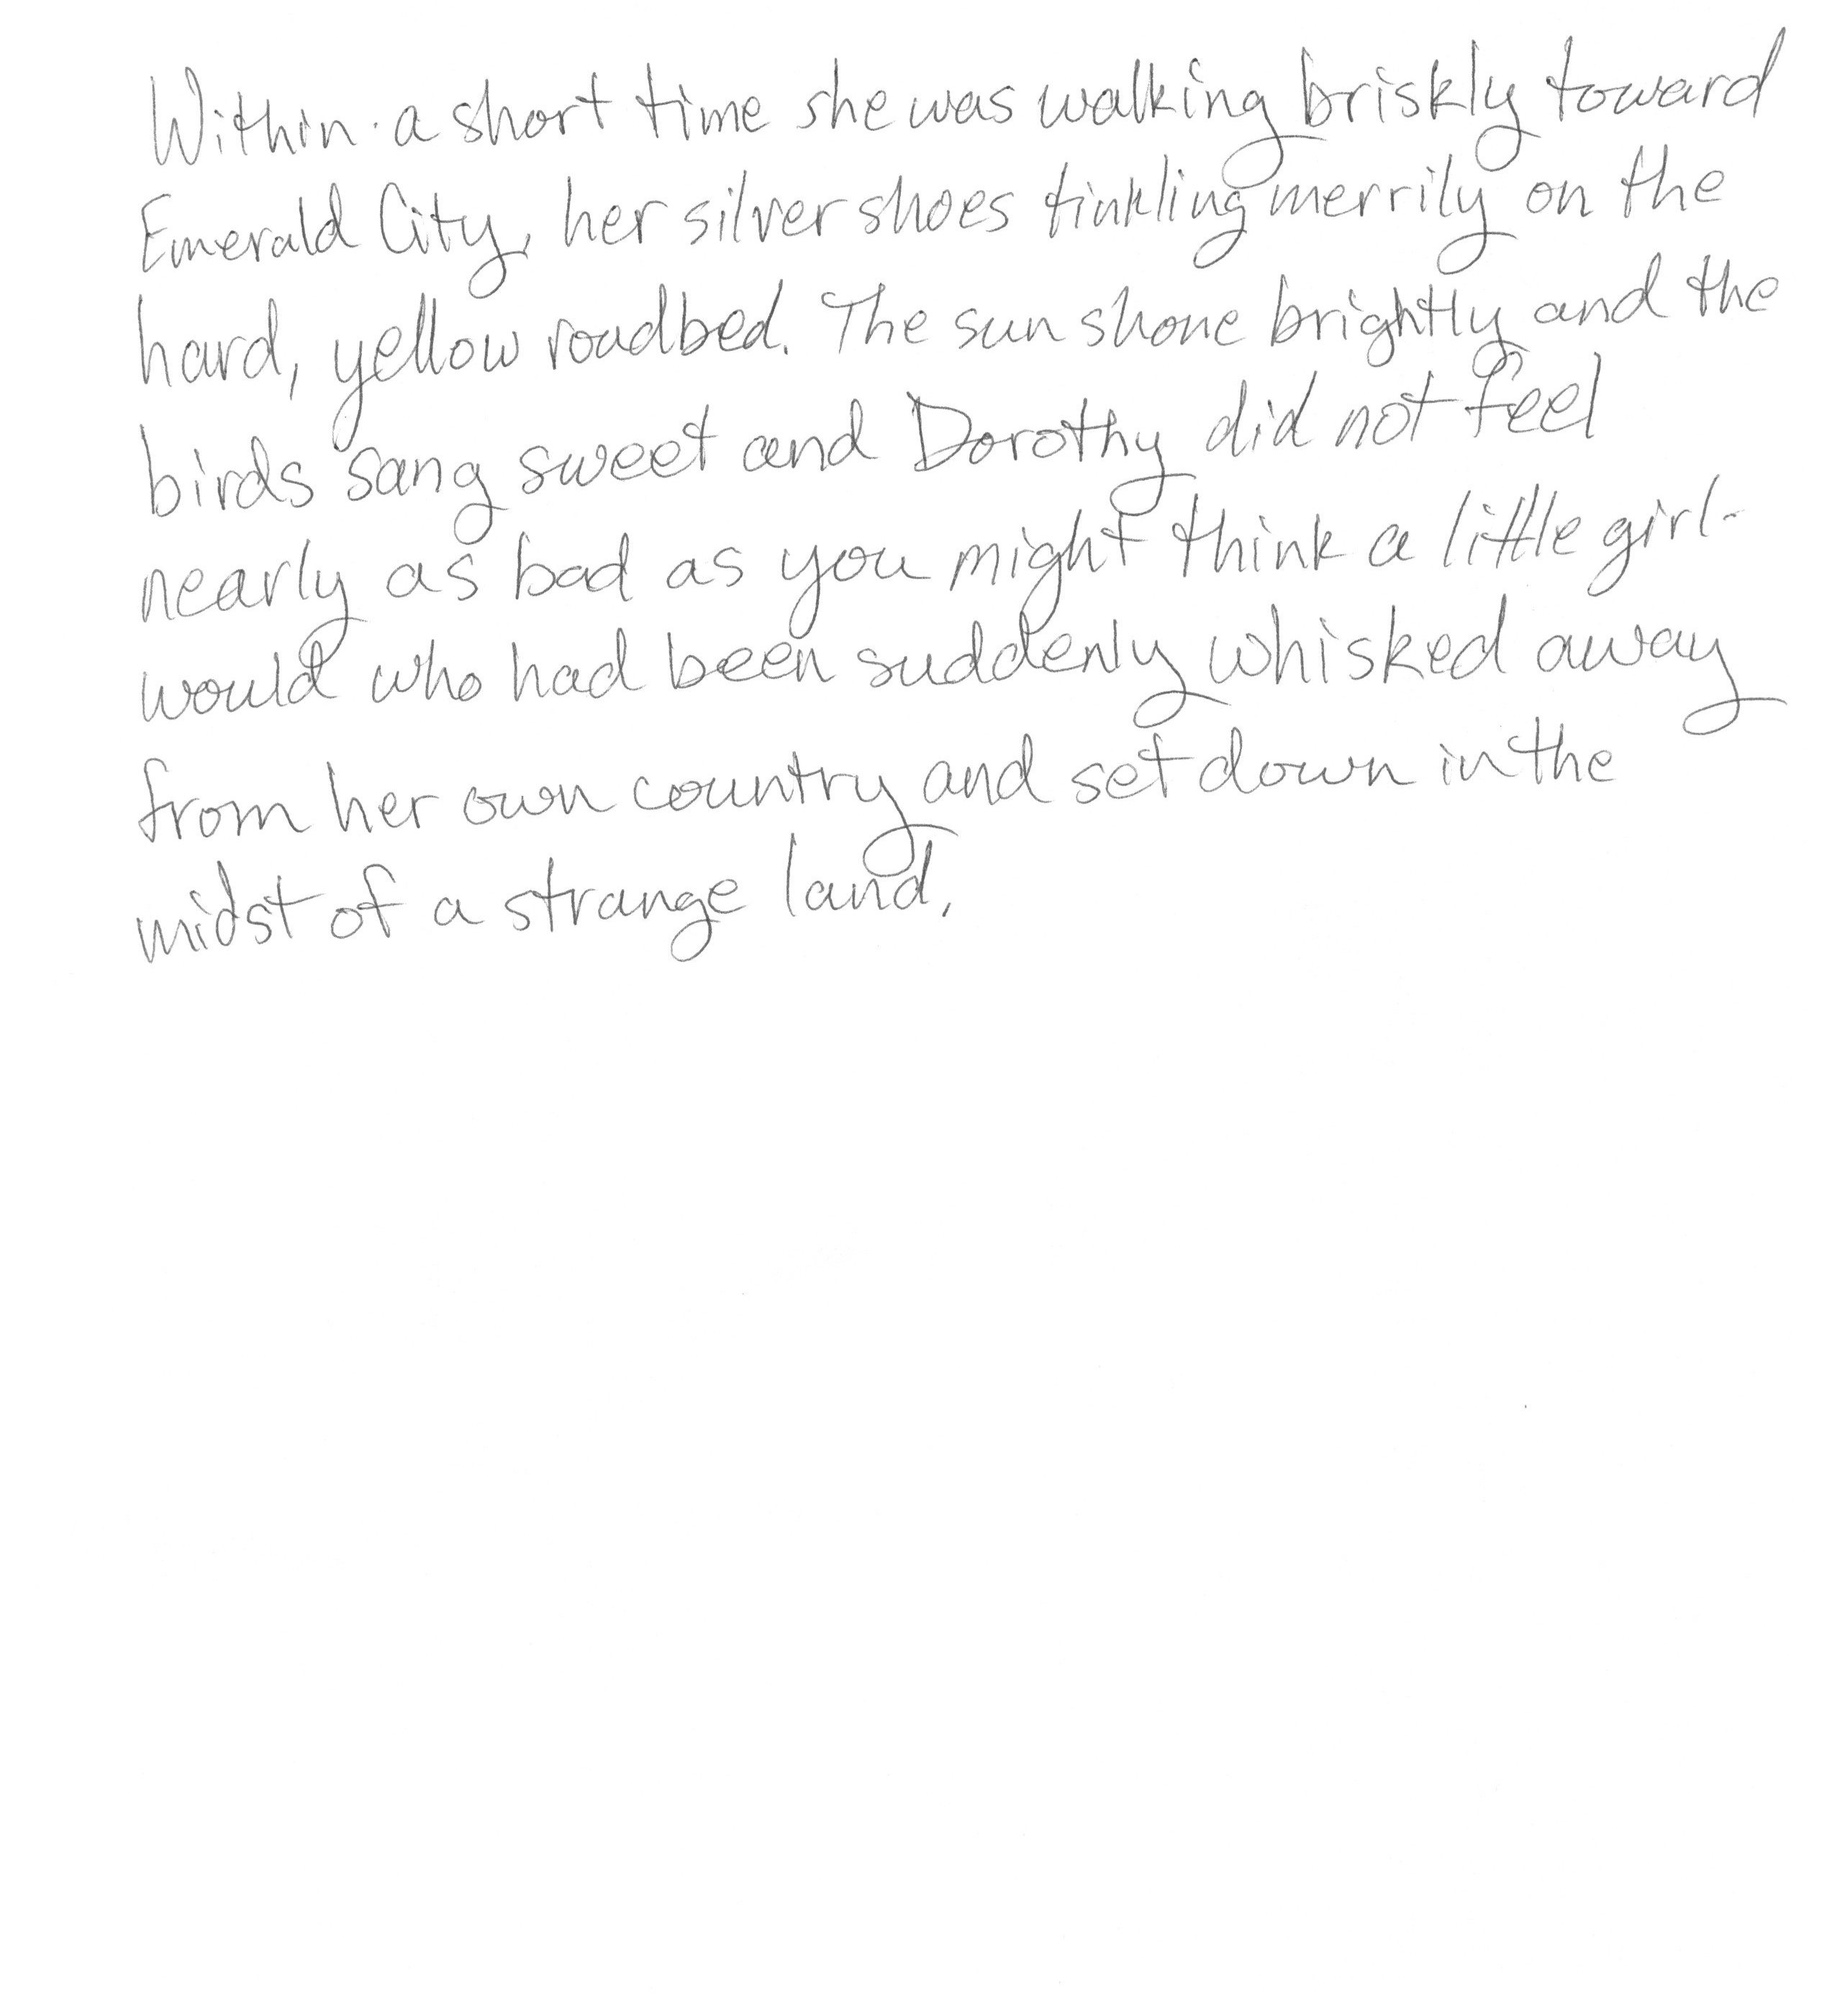 Within a short time she was walking briskly toward
Emerald City, her silver shoes tinkling merrily on the
hard, yellow roadbed. The sun shone brightly and the
birds sang sweet and Dorothy did not feel
nearly as bad as you might think a little girl
would who had been suddenly whisked away
from her own country and set down in the
midst of a strange land.